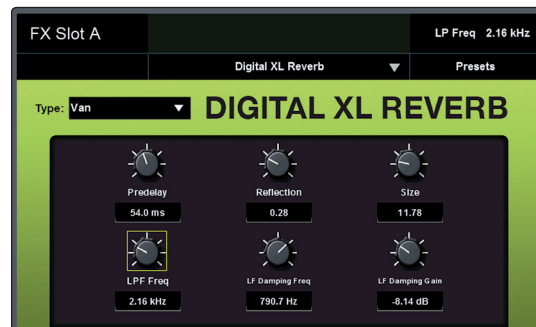 FX Slot A
LP Freq 2.16 kHz
Digital XL Reverb
Presets
Type: Van
DIGITAL XL REVERB
Predelay
Reflection
Size
54.0 ms
0.28
11.78
LPF Freq
LF Damping Freq
LF Damping Gain
2.16 kHz
790.7 Hz
-8.14 dB